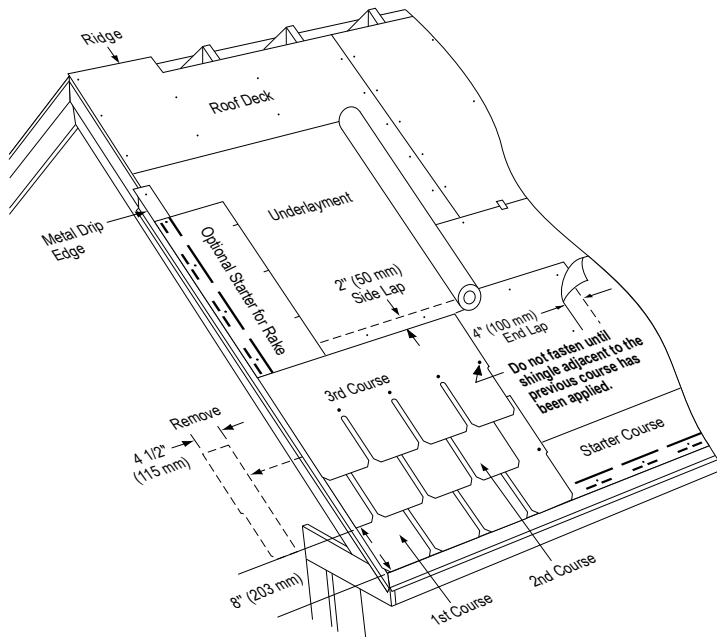 Ridge
Roof Deck
Underlayment
Metal Drip
Edge
Optional Starter for Rake
2" (50 mm)
Side Lap
4" (100 mm)
End Lap
Do not fasten until
shingle adjacent to the
previous course has
been applied.
3rd Course
Remove
4 1/2"
(115 mm)
Starter Course
8" (203 mm)
1st Course
2nd Course